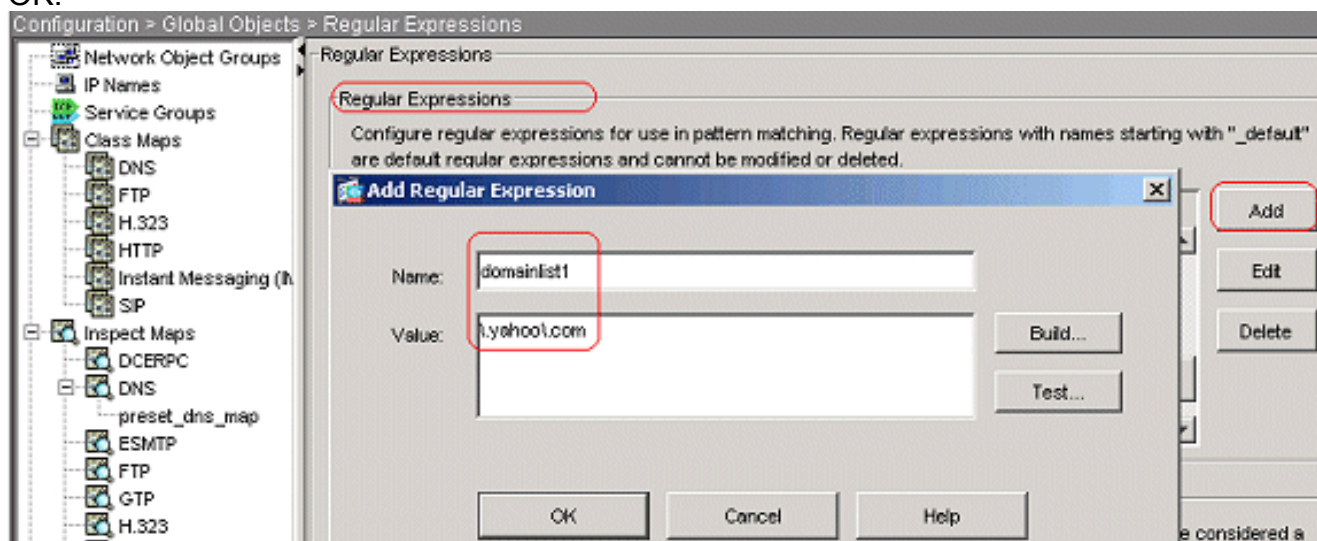 OK.
Configuration > Global Objects > Regular Expressions
Network Object Groups
IP Names
Service Groups
Class Maps
DNS
FTP
H.323
HTTP
Instant Messaging (I
SIP
Inspect Maps
DCERPC
DNS
preset_dns_map
ESMTP
FTP
GTP
H.323
Regular Expressions
Regular Expressions
Configure regular expressions for use in pattern matching. Regular expressions with names starting with "_default"
are default regular expressions and cannot be modified or deleted.
Add Regular Expression
Name: domainlist1
Value: \.yahoo\.com
Build...
Test...
OK Cancel Help
Add
Edit
Delete
e considered a